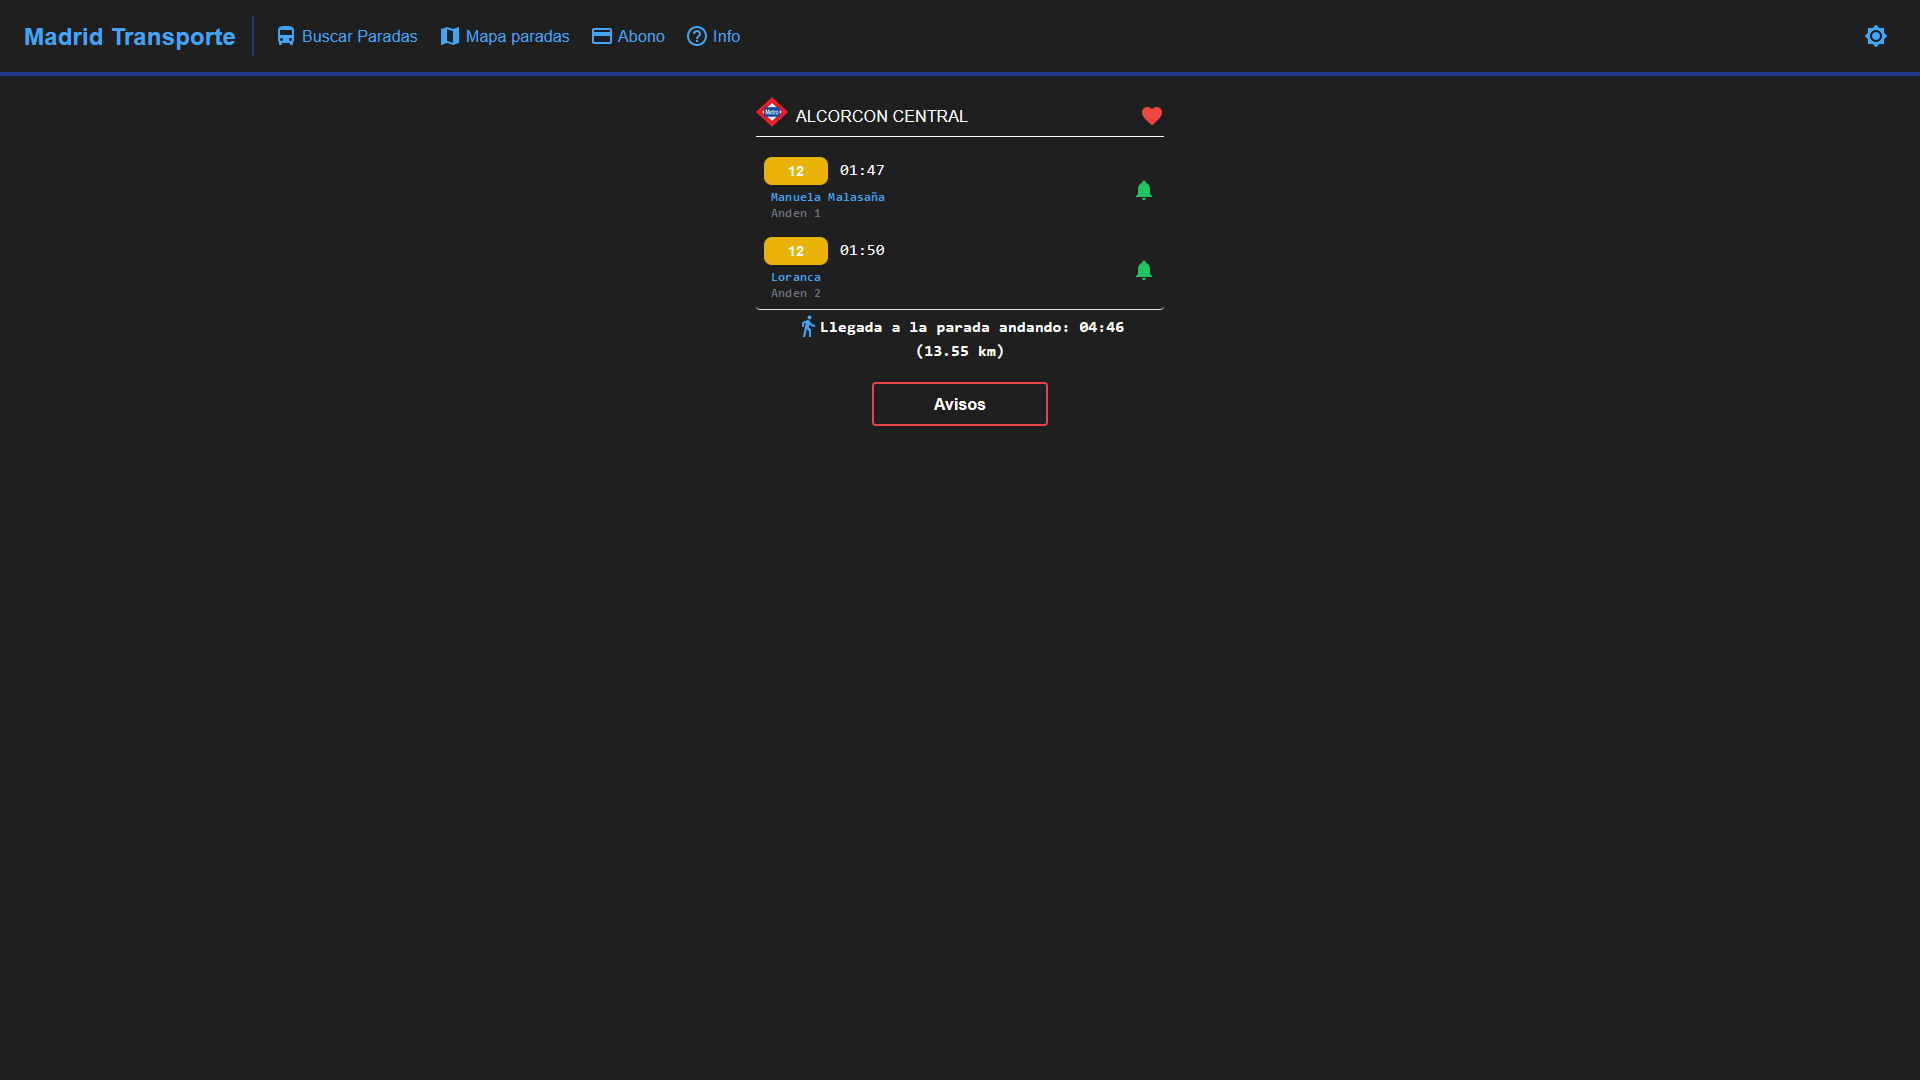 Madrid Transporte
Buscar Paradas
Mapa paradas
Abono
Info
Metro
ALCORCON CENTRAL
12 01:47
Manuela Malasaña
Anden 1
12 01:50
Loranca
Anden 2
Llegada a la parada andando: 04:46
(13.55 km)
Avisos